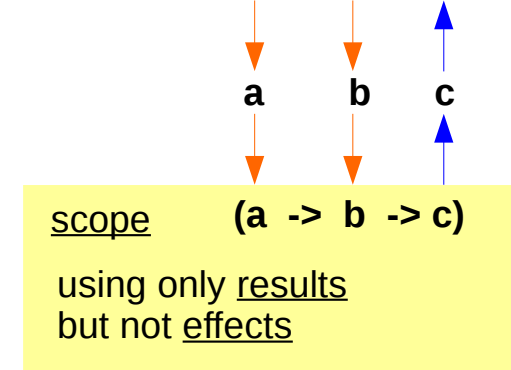 a b c
scope (a -> b -> c)
using only results
but not effects